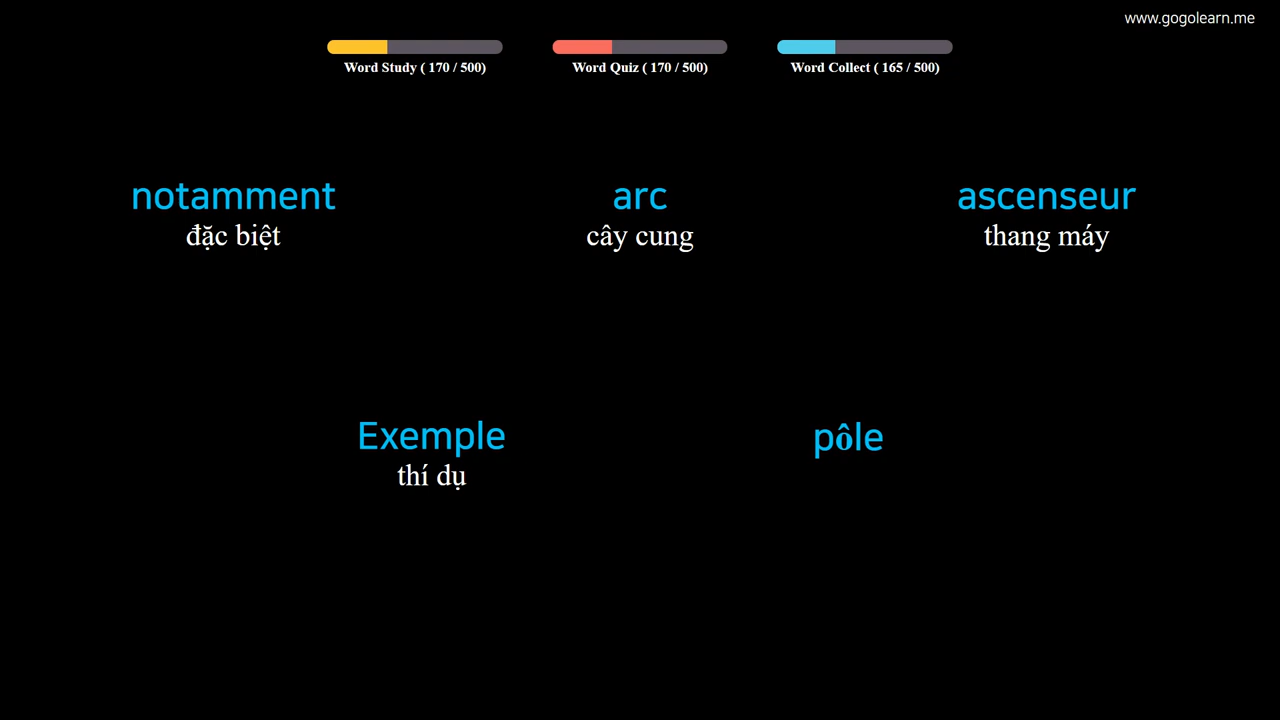 www.gogolearn.me
Word Study ( 170 / 500)
Word Quiz ( 170 / 500)
Word Collect ( 165 / 500)
notamment
đặc biệt
arc
cây cung
ascenseur
thang máy
Exemple
thí dụ
pôle